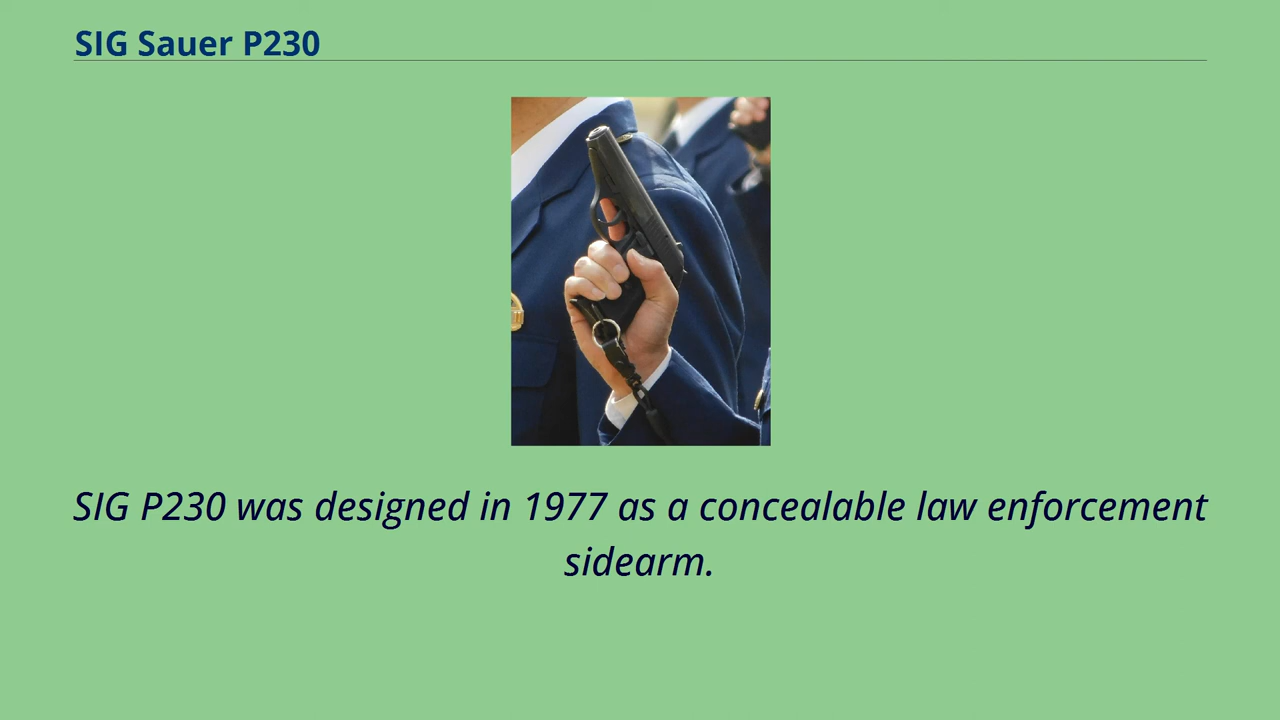 SIG Sauer P230
SIG P230 was designed in 1977 as a concealable law enforcement
sidearm.